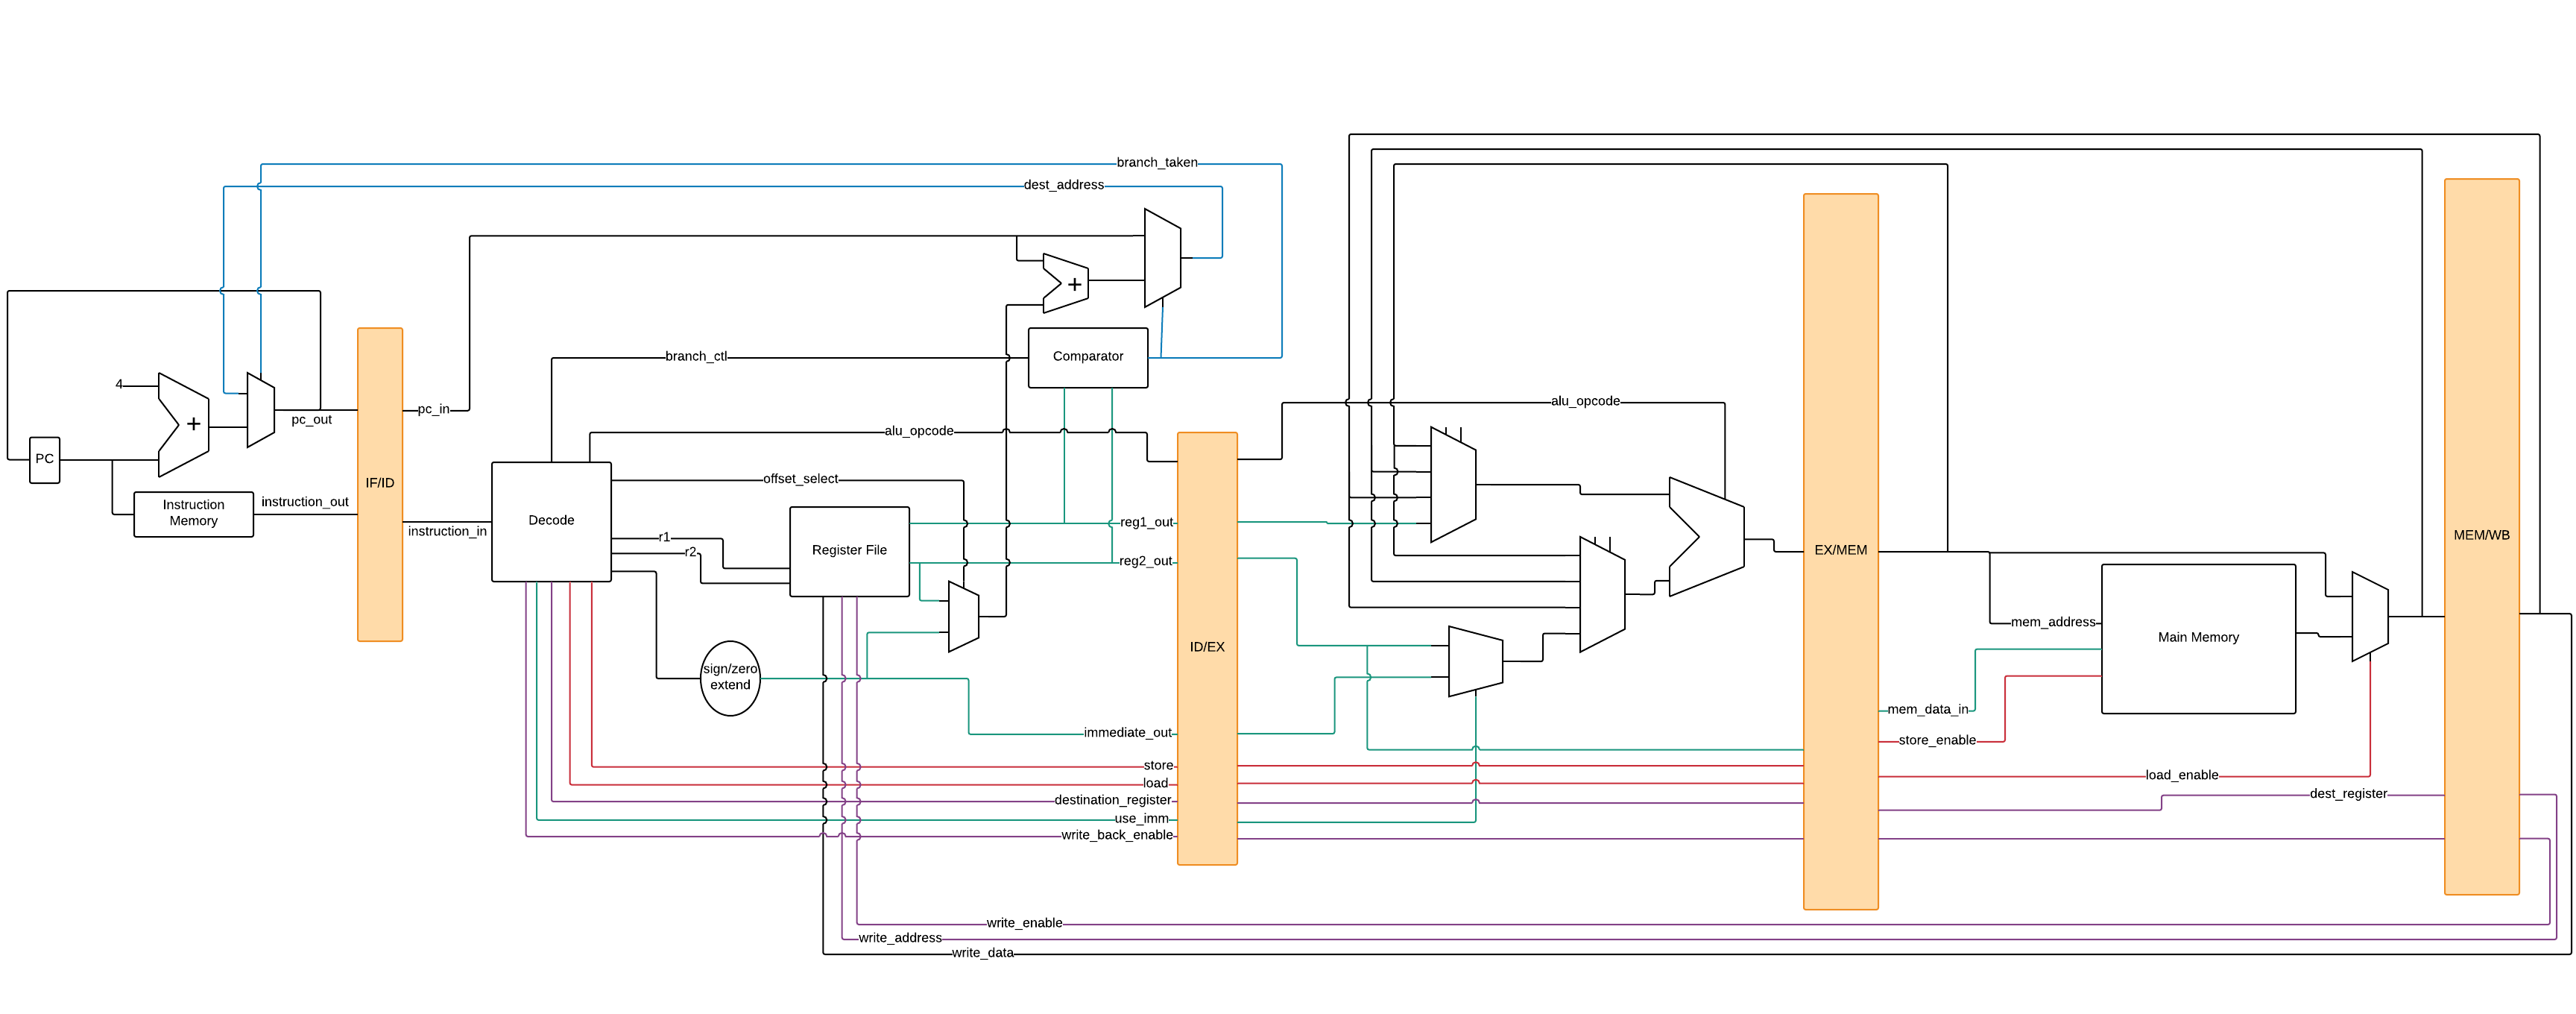 branch_taken
dest_address
branch_ctl
Comparator
+
4
+
pc_out
pc_in
PC
Instruction
Memory
instruction_out
IF/ID
instruction_in
alu_opcode
alu_opcode
offset_select
Decode
r1
r2
Register File
reg1_out
reg2_out
sign/zero
extend
immediate_out
store
load
destination_register
use_imm
write_back_enable
ID/EX
EX/MEM
mem_address
Main Memory
mem_data_in
store_enable
load_enable
dest_register
MEM/WB
write_enable
write_address
write_data